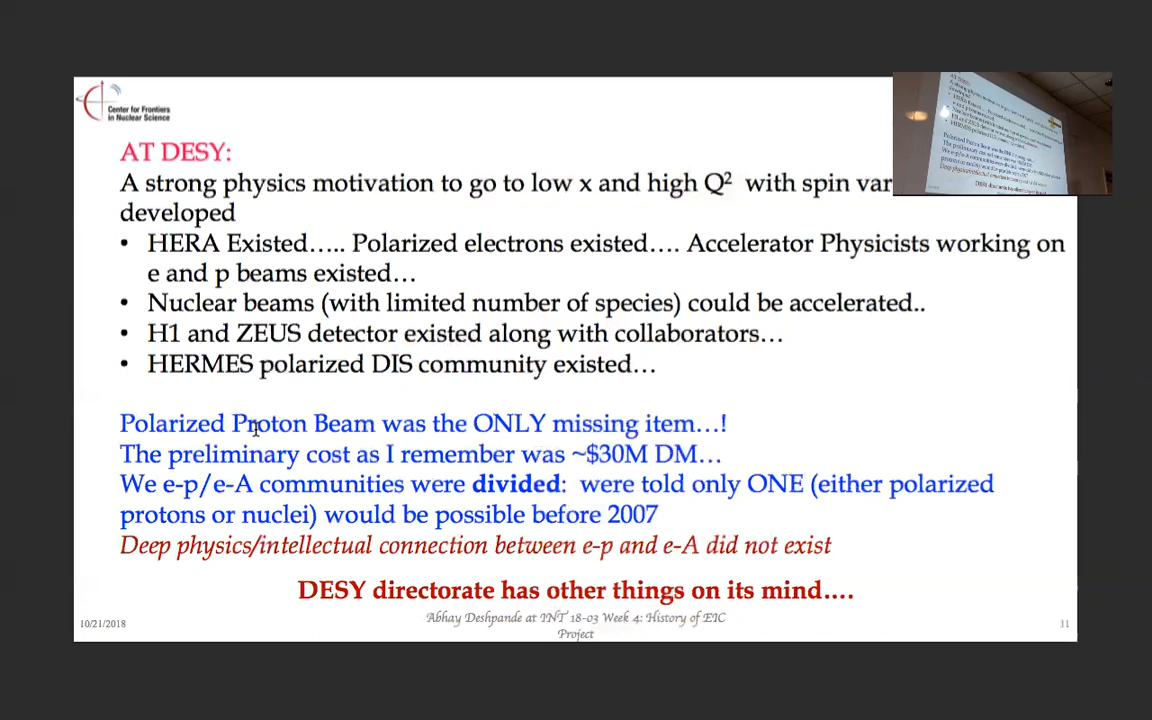 Center for Frontiers
in Nuclear Science
AT DESY:
A strong physics motivation to go to low x and high Q² with spin var
developed
• HERA Existed….. Polarized electrons existed…. Accelerator Physicists working on
e and p beams existed…
• Nuclear beams (with limited number of species) could be accelerated..
• H1 and ZEUS detector existed along with collaborators…
• HERMES polarized DIS community existed…
Polarized Proton Beam was the ONLY missing item…!
The preliminary cost as I remember was ~$30M DM…
We e-p/e-A communities were divided: were told only ONE (either polarized
protons or nuclei) would be possible before 2007
Deep physics/intellectual connection between e-p and e-A did not exist
DESY directorate has other things on its mind….
10/21/2018
Abhay Deshpande at INT 18-03 Week 4: History of EIC
Project
11